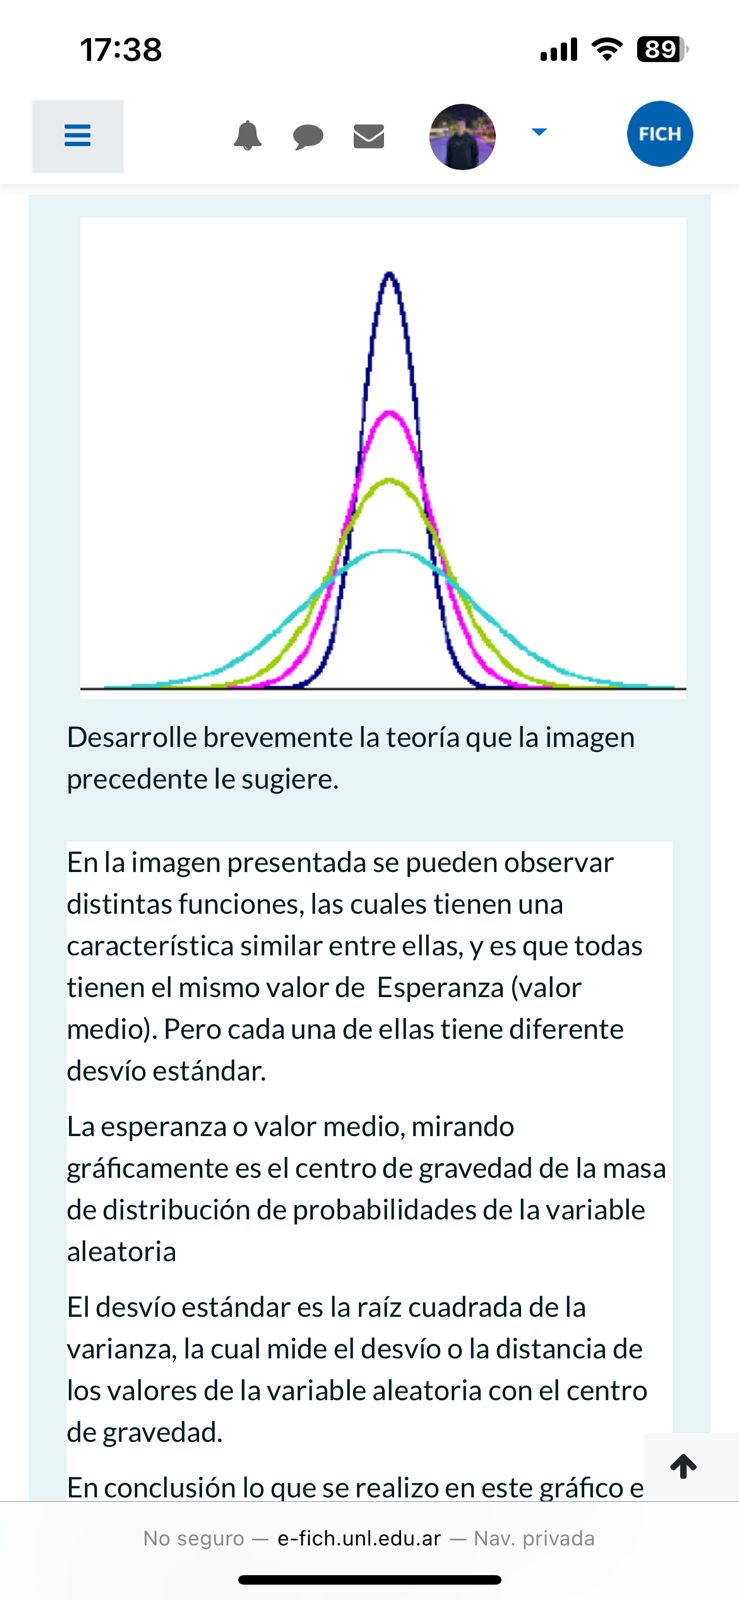 17:38
89
FICH
Desarrolle brevemente la teoría que la imagen
precedente le sugiere.
En la imagen presentada se pueden observar
distintas funciones, las cuales tienen una
característica similar entre ellas, y es que todas
tienen el mismo valor de  Esperanza (valor
medio). Pero cada una de ellas tiene diferente
desvío estándar.
La esperanza o valor medio, mirando
gráficamente es el centro de gravedad de la masa
de distribución de probabilidades de la variable
aleatoria
El desvío estándar es la raíz cuadrada de la
varianza, la cual mide el desvío o la distancia de
los valores de la variable aleatoria con el centro
de gravedad.
En conclusión lo que se realizo en este gráfico e
No seguro — e-fich.unl.edu.ar — Nav. privada